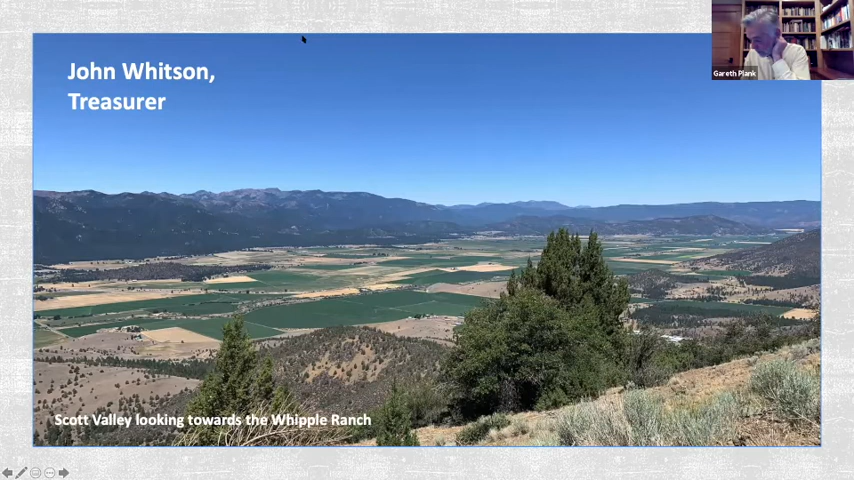 John Whitson,
Treasurer
Gareth Plank
Scott Valley looking towards the Whipple Ranch